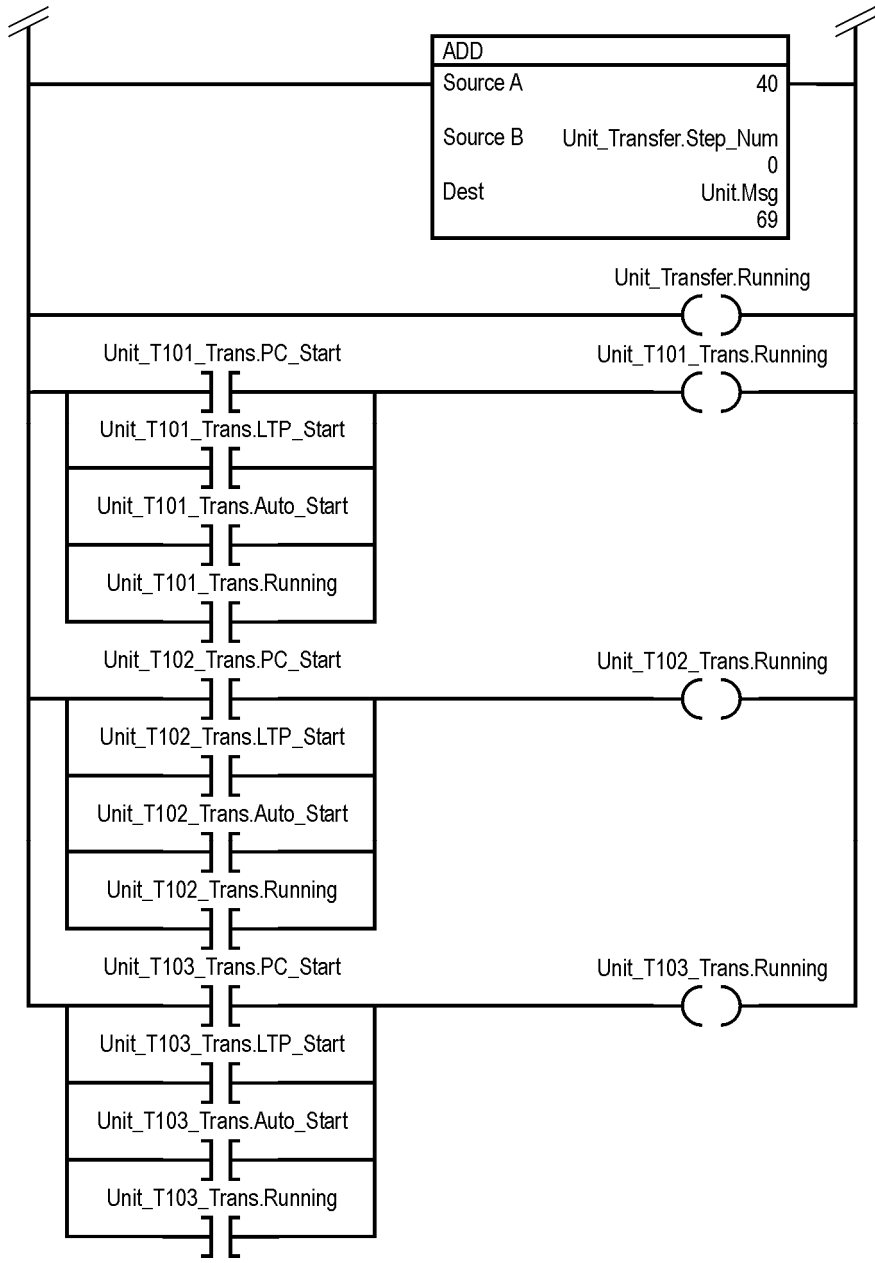 ADD
Source A 40
Source B Unit_Transfer.Step_Num
0
Dest Unit.Msg
69
Unit_Transfer.Running
Unit_T101_Trans.PC_Start Unit_T101_Trans.Running
Unit_T101_Trans.LTP_Start
Unit_T101_Trans.Auto_Start
Unit_T101_Trans.Running
Unit_T102_Trans.PC_Start Unit_T102_Trans.Running
Unit_T102_Trans.LTP_Start
Unit_T102_Trans.Auto_Start
Unit_T102_Trans.Running
Unit_T103_Trans.PC_Start Unit_T103_Trans.Running
Unit_T103_Trans.LTP_Start
Unit_T103_Trans.Auto_Start
Unit_T103_Trans.Running